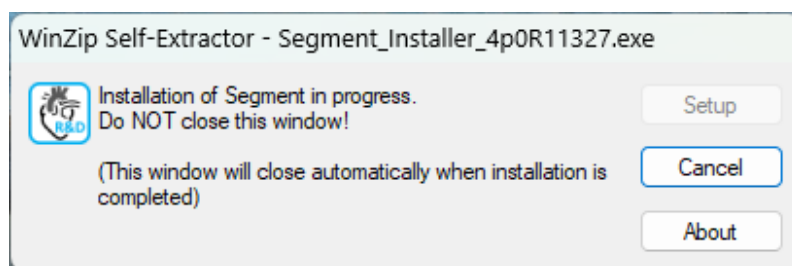 WinZip Self-Extractor - Segment_Installer_4p0R11327.exe
R&D
Installation of Segment in progress.
Do NOT close this window!
(This window will close automatically when installation is
completed)
Setup
Cancel
About